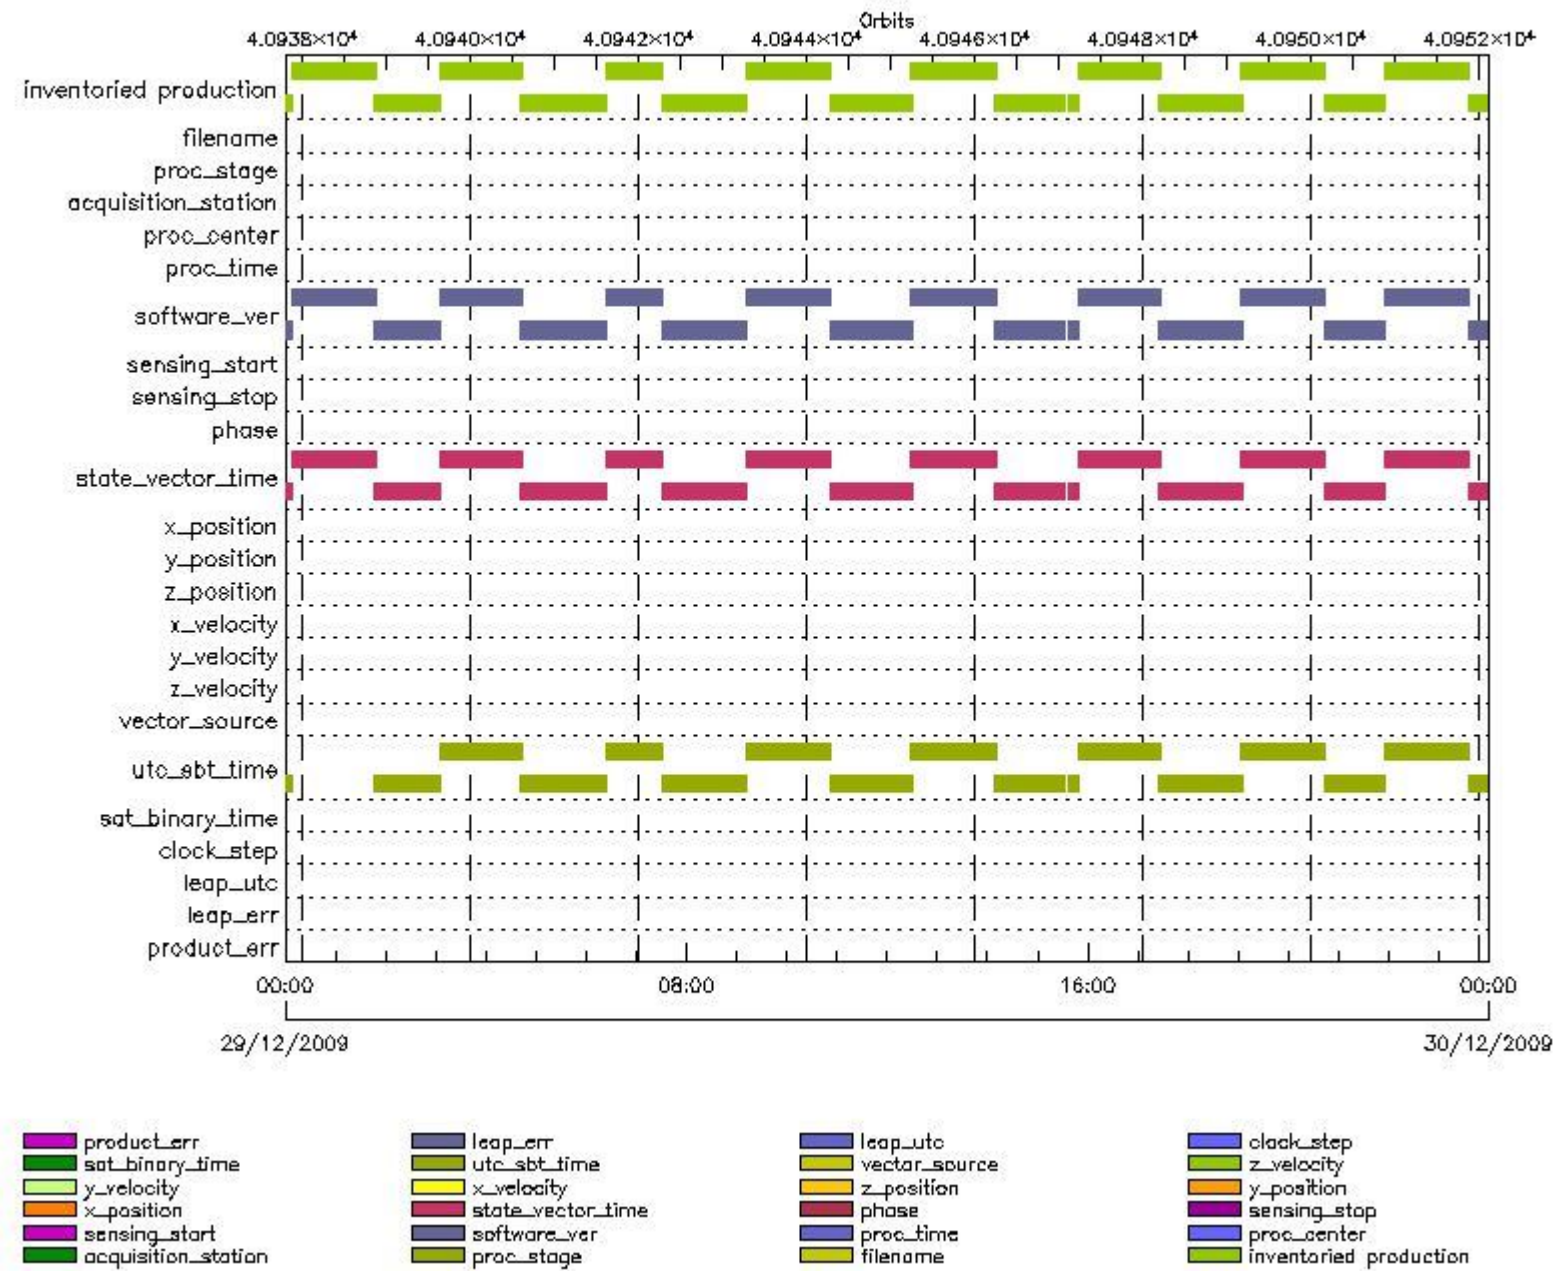 Orbits
4.0938×10⁴ 4.0940×10⁴ 4.0942×10⁴ 4.0944×10⁴ 4.0946×10⁴ 4.0948×10⁴ 4.0950×10⁴ 4.0952×10⁴
inventoried production
filename
proc_stage
acquisition_station
proc_center
proc_time
software_ver
sensing_start
sensing_stop
phase
state_vector_time
x_position
y_position
z_position
x_velocity
y_velocity
z_velocity
vector_source
utc_sbt_time
sat_binary_time
clock_step
leap_utc
leap_err
product_err
00:00 08:00 16:00 00:00
29/12/2009 30/12/2009
product_err leap_err leap_utc clock_step
sat_binary_time utc_sbt_time vector_source z_velocity
y_velocity x_velocity z_position y_position
x_position state_vector_time phase sensing_stop
sensing_start software_ver proc_time proc_center
acquisition_station proc_stage filename inventoried production